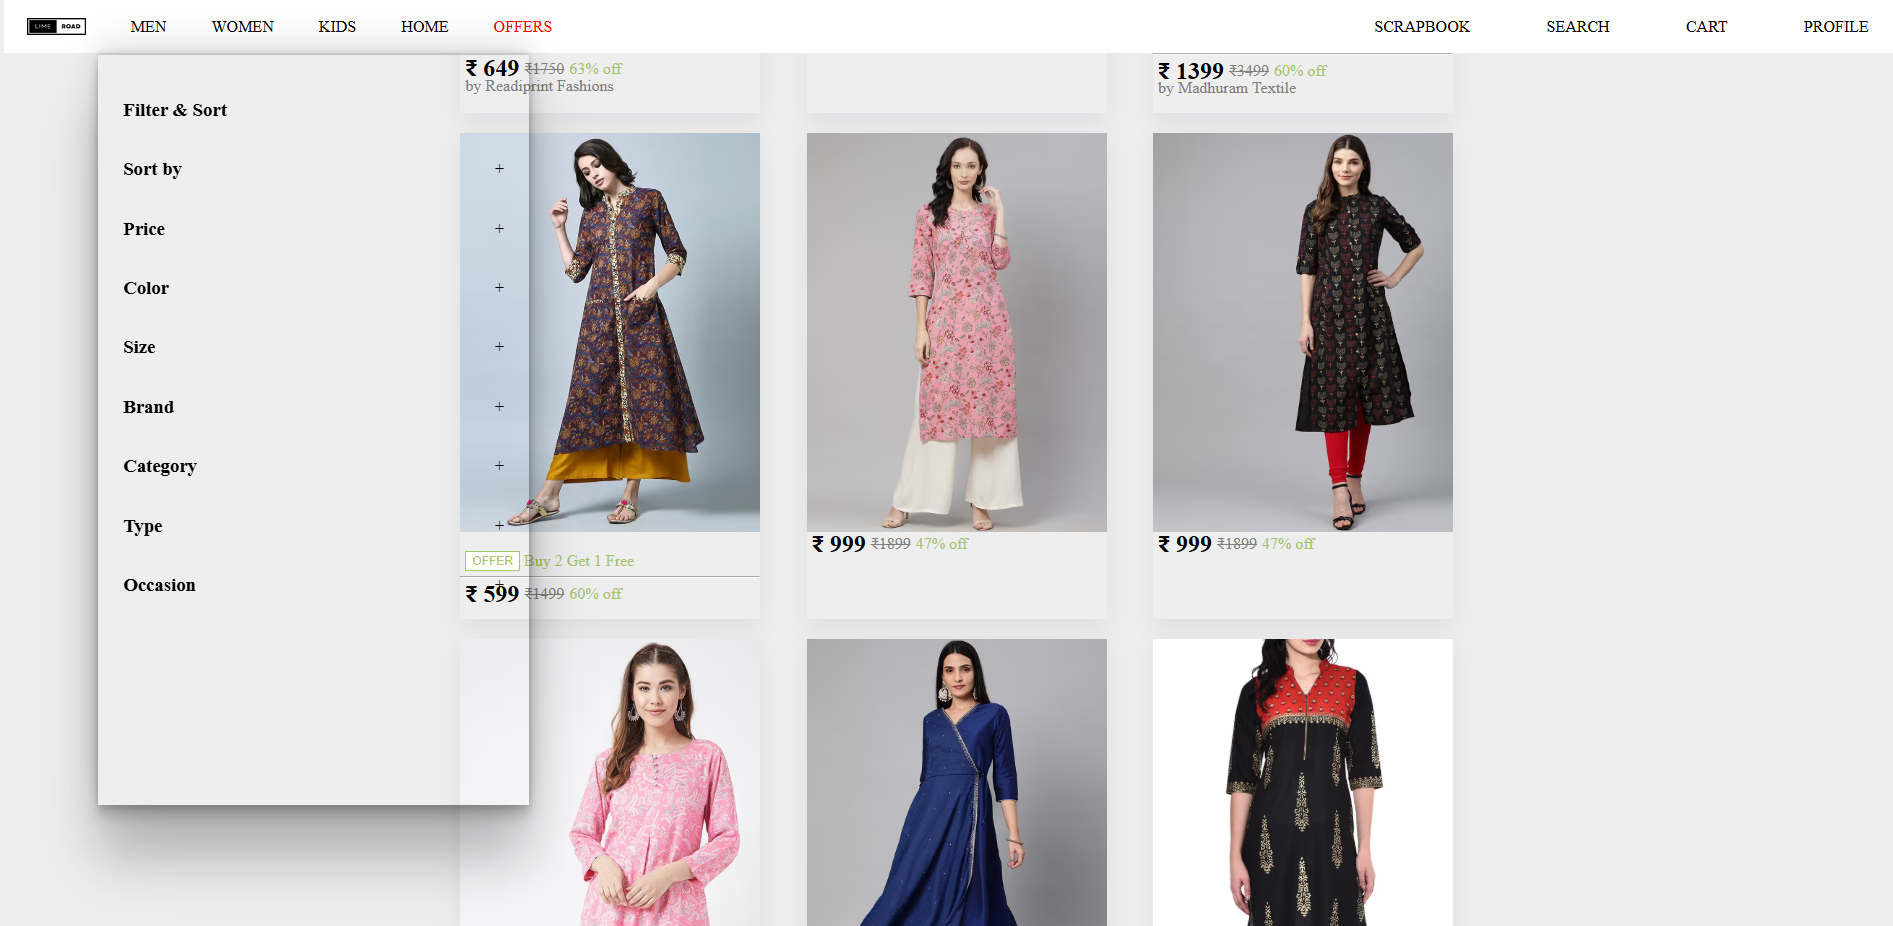 LIME ROAD MEN WOMEN KIDS HOME OFFERS SCRAPBOOK SEARCH CART PROFILE
Filter & Sort
Sort by +
Price +
Color +
Size +
Brand +
Category +
Type +
Occasion +
₹ 649 ₹1750 63% off
by Readiprint Fashions
₹ 1399 ₹3499 60% off
by Madhuram Textile
OFFER Buy 2 Get 1 Free
₹ 599 ₹1499 60% off
₹ 999 ₹1899 47% off
₹ 999 ₹1899 47% off